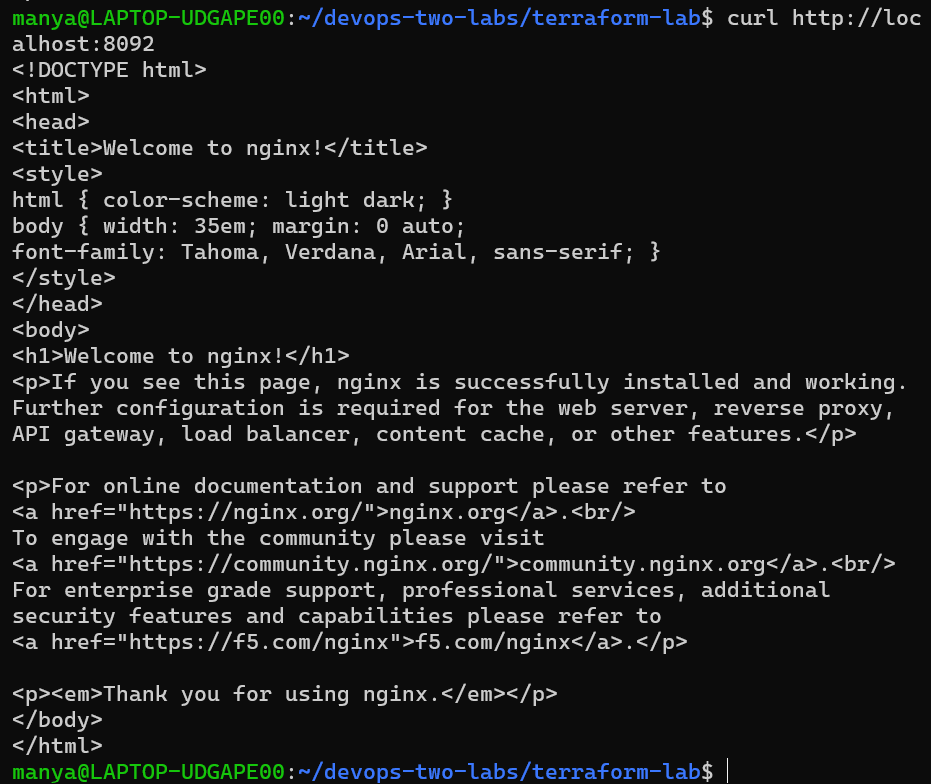 manya@LAPTOP-UDGAPE00:~/devops-two-labs/terraform-lab$ curl http://loc
alhost:8092
<!DOCTYPE html>
<html>
<head>
<title>Welcome to nginx!</title>
<style>
html { color-scheme: light dark; }
body { width: 35em; margin: 0 auto;
font-family: Tahoma, Verdana, Arial, sans-serif; }
</style>
</head>
<body>
<h1>Welcome to nginx!</h1>
<p>If you see this page, nginx is successfully installed and working.
Further configuration is required for the web server, reverse proxy,
API gateway, load balancer, content cache, or other features.</p>

<p>For online documentation and support please refer to
<a href="https://nginx.org/">nginx.org</a>.<br/>
To engage with the community please visit
<a href="https://community.nginx.org/">community.nginx.org</a>.<br/>
For enterprise grade support, professional services, additional
security features and capabilities please refer to
<a href="https://f5.com/nginx">f5.com/nginx</a>.</p>

<p><em>Thank you for using nginx.</em></p>
</body>
</html>
manya@LAPTOP-UDGAPE00:~/devops-two-labs/terraform-lab$